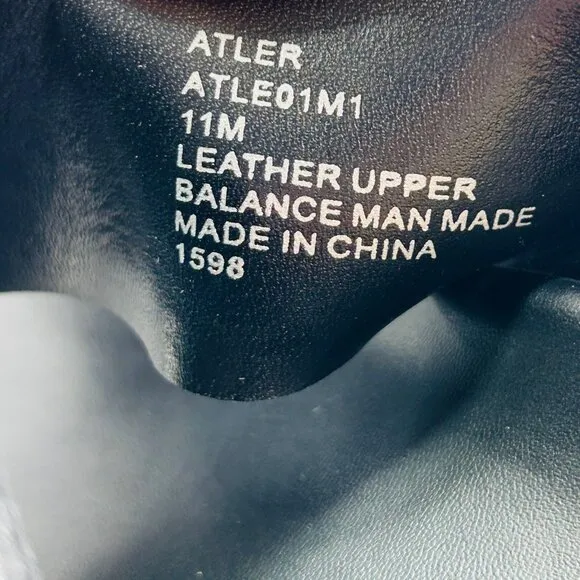 ATLER
ATLE01M1
11M
LEATHER UPPER
BALANCE MAN MADE
MADE IN CHINA
1598